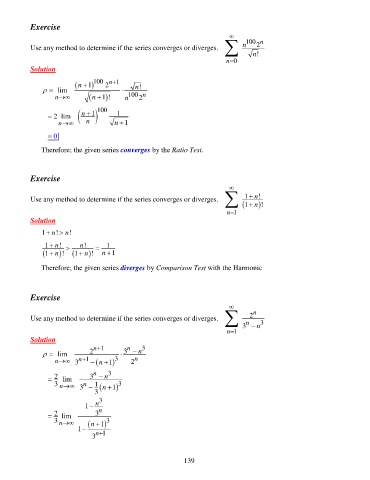 Exercise
Use any method to determine if the series converges or diverges. \sum_{n=0}^{\infty} \frac{n^{100} 2^n}{\sqrt{n!}}
Solution
\rho = \lim_{n\to\infty} \frac{(n+1)^{100} 2^{n+1}}{\sqrt{(n+1)!}} \cdot \frac{\sqrt{n!}}{n^{100} 2^n}
= 2 \lim_{n\to\infty} \left(\frac{n+1}{n}\right)^{100} \frac{1}{\sqrt{n+1}}
= 0
Therefore; the given series converges by the Ratio Test.
Exercise
Use any method to determine if the series converges or diverges. \sum_{n=1}^{\infty} \frac{1+n!}{(1+n)!}
Solution
1+n! > n!
\frac{1+n!}{(1+n)!} > \frac{n!}{(1+n)!} = \frac{1}{n+1}
Therefore; the given series diverges by Comparison Test with the Harmonic
Exercise
Use any method to determine if the series converges or diverges. \sum_{n=1}^{\infty} \frac{2^n}{3^n - n^3}
Solution
\rho = \lim_{n\to\infty} \frac{2^{n+1}}{3^{n+1} - (n+1)^3} \cdot \frac{3^n - n^3}{2^n}
= \frac{2}{3} \lim_{n\to\infty} \frac{3^n - n^3}{3^n - \frac{1}{3}(n+1)^3}
= \frac{2}{3} \lim_{n\to\infty} \frac{1 - \frac{n^3}{3^n}}{1 - \frac{(n+1)^3}{3^{n+1}}}
139